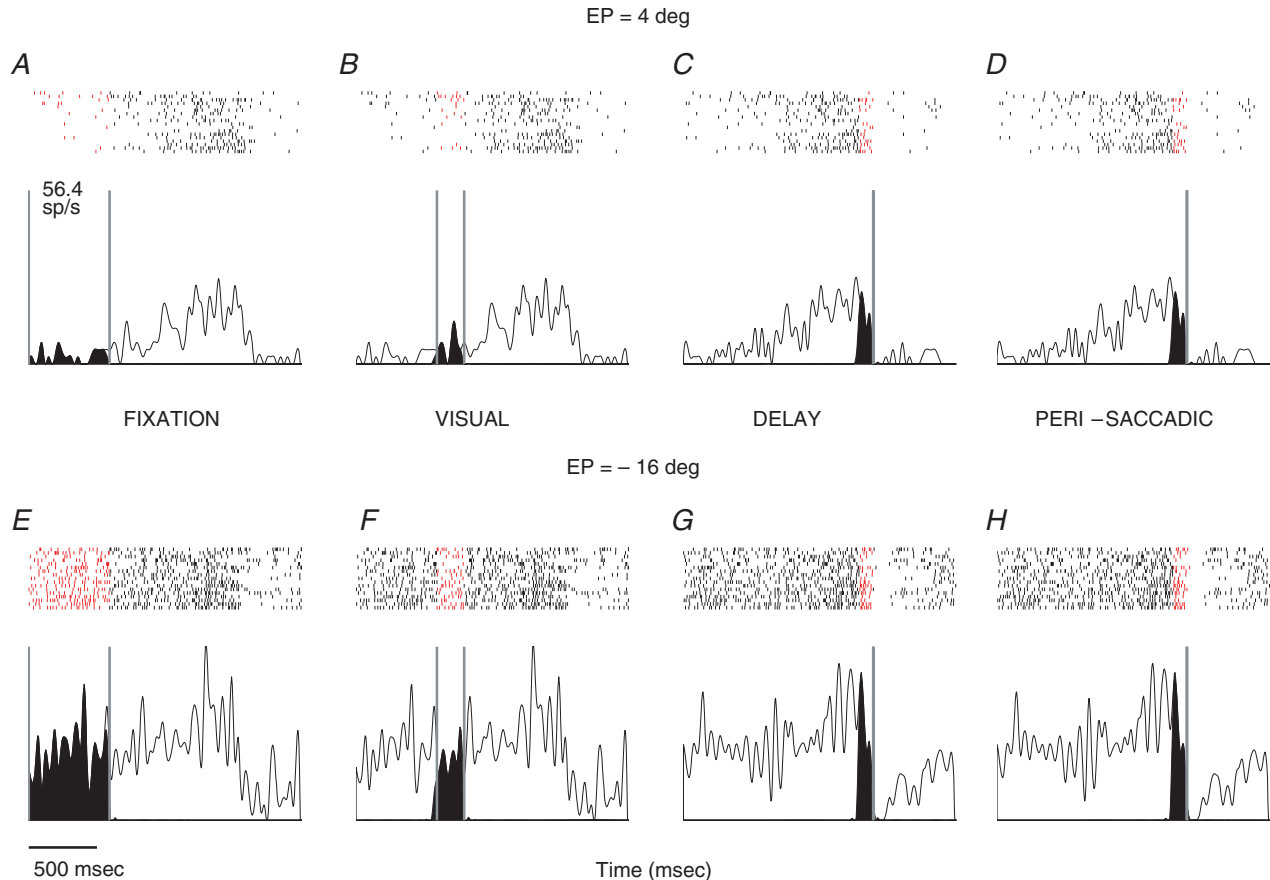 EP = 4 deg
A
B
C
D
56.4
sp/s
FIXATION
VISUAL
DELAY
PERI –SACCADIC
EP = – 16 deg
E
F
G
H
500 msec
Time (msec)